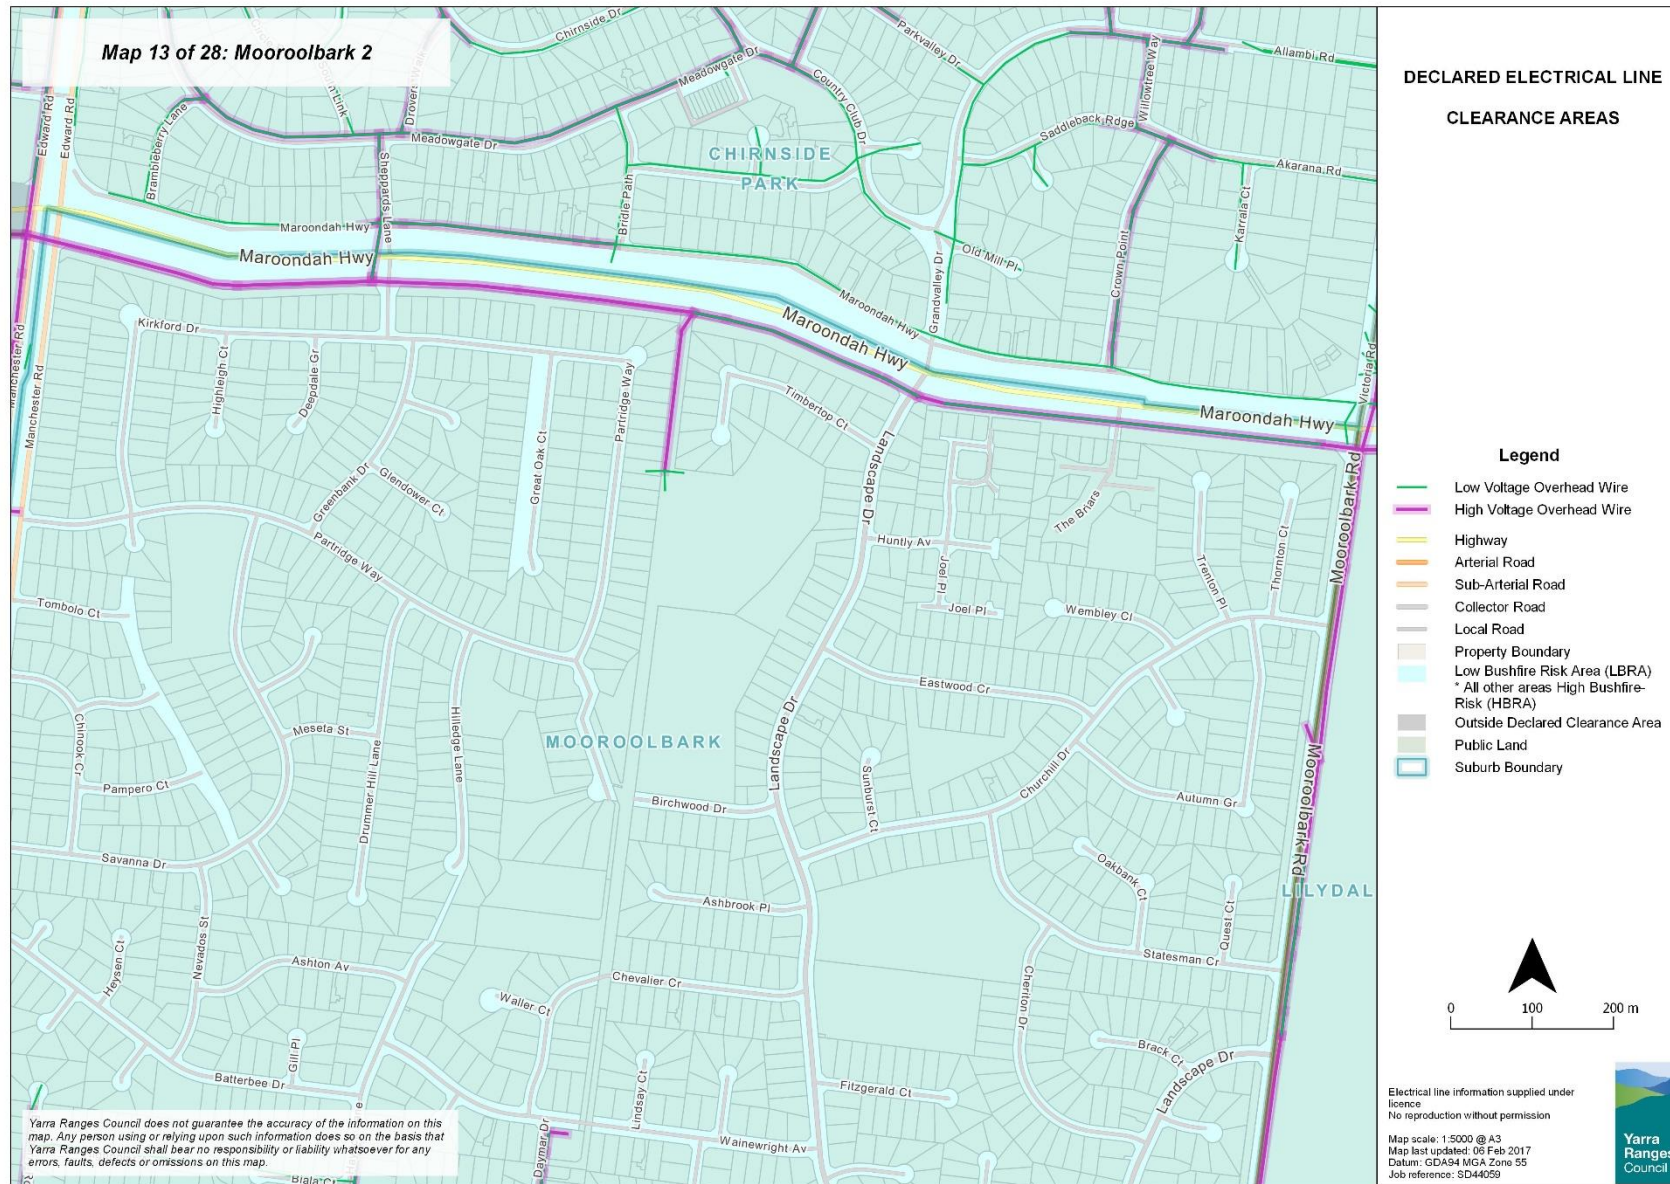 Map 13 of 28: Mooroolbark 2
DECLARED ELECTRICAL LINE
CLEARANCE AREAS
Chirnside Dr
Parkvalley Dr
Willowtree Way
Allambi Rd
Meadowgate Dr
Country Club Dr
Edward Rd
Edward Rd
Brambleberry Lane
Link
Meadowgate Dr
Sheppards Lane
CHIRNSIDE
PARK
Saddleback Rdge
Akarana Rd
Karrala Ct
Bridle Path
Maroondah Hwy
Maroondah Hwy
Old Mill Pl
Grandvalley Dr
Crown Point
Maroondah Hwy
Maroondah Hwy
Maroondah Hwy
Victoria Rd
Manchester Rd
Manchester Rd
Kirkford Dr
Highleigh Ct
Deepdale Gr
Partridge Way
Timbertop Ct
Great Oak Ct
Greenbank Dr
Glendower Ct
Landscape Dr
The Briars
Mooroolbark Rd
Partridge Way
Huntly Av
Joel Pl
Joel Pl
Trenton Pl
Thornton Ct
Tombolo Ct
Wembley Cl
Eastwood Cr
Chinook Cr
Meseta St
Hilledge Lane
MOOROOLBARK
Landscape Dr
Sunburst Ct
Churchill Dr
Mooroolbark Rd
Pampero Ct
Drummer Hill Lane
Birchwood Dr
Autumn Gr
Savanna Dr
Oakbank Ct
Quest Ct
LILYDAL
Ashbrook Pl
Nevados St
Heysen Ct
Ashton Av
Chevalier Cr
Statesman Cr
Cheriton Dr
Waller Ct
Gill Pl
Brack Ct
Landscape Dr
Batterbee Dr
Lindsay Ct
Fitzgerald Ct
Daymar Dr
Wainewright Av
Biala Ct
Yarra Ranges Council does not guarantee the accuracy of the information on this
map. Any person using or relying upon such information does so on the basis that
Yarra Ranges Council shall bear no responsibility or liability whatsoever for any
errors, faults, defects or omissions on this map.
Legend
Low Voltage Overhead Wire
High Voltage Overhead Wire
Highway
Arterial Road
Sub-Arterial Road
Collector Road
Local Road
Property Boundary
Low Bushfire Risk Area (LBRA)
* All other areas High Bushfire-
Risk (HBRA)
Outside Declared Clearance Area
Public Land
Suburb Boundary
0 100 200 m
Electrical line information supplied under
licence
No reproduction without permission
Map scale: 1:5000 @ A3
Map last updated: 06 Feb 2017
Datum: GDA94 MGA Zone 55
Job reference: SD44059
Yarra
Ranges
Council